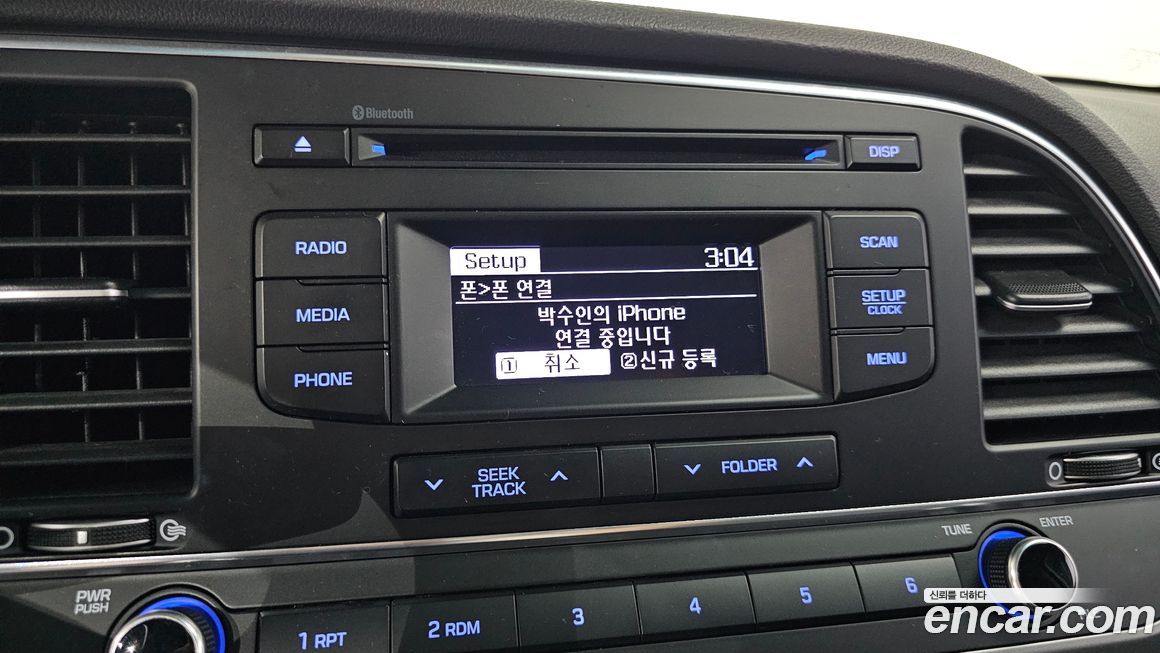 Bluetooth
DISP
RADIO
SCAN
Setup 3:04
폰>폰 연결
박수인의 iPhone
연결 중입니다
1 취소 2 신규 등록
MEDIA
SETUP
CLOCK
PHONE
MENU
SEEK
TRACK
FOLDER
TUNE
ENTER
PWR
PUSH
1 RPT
2 RDM
3
4
5
6
신뢰를 더하다
encar.com